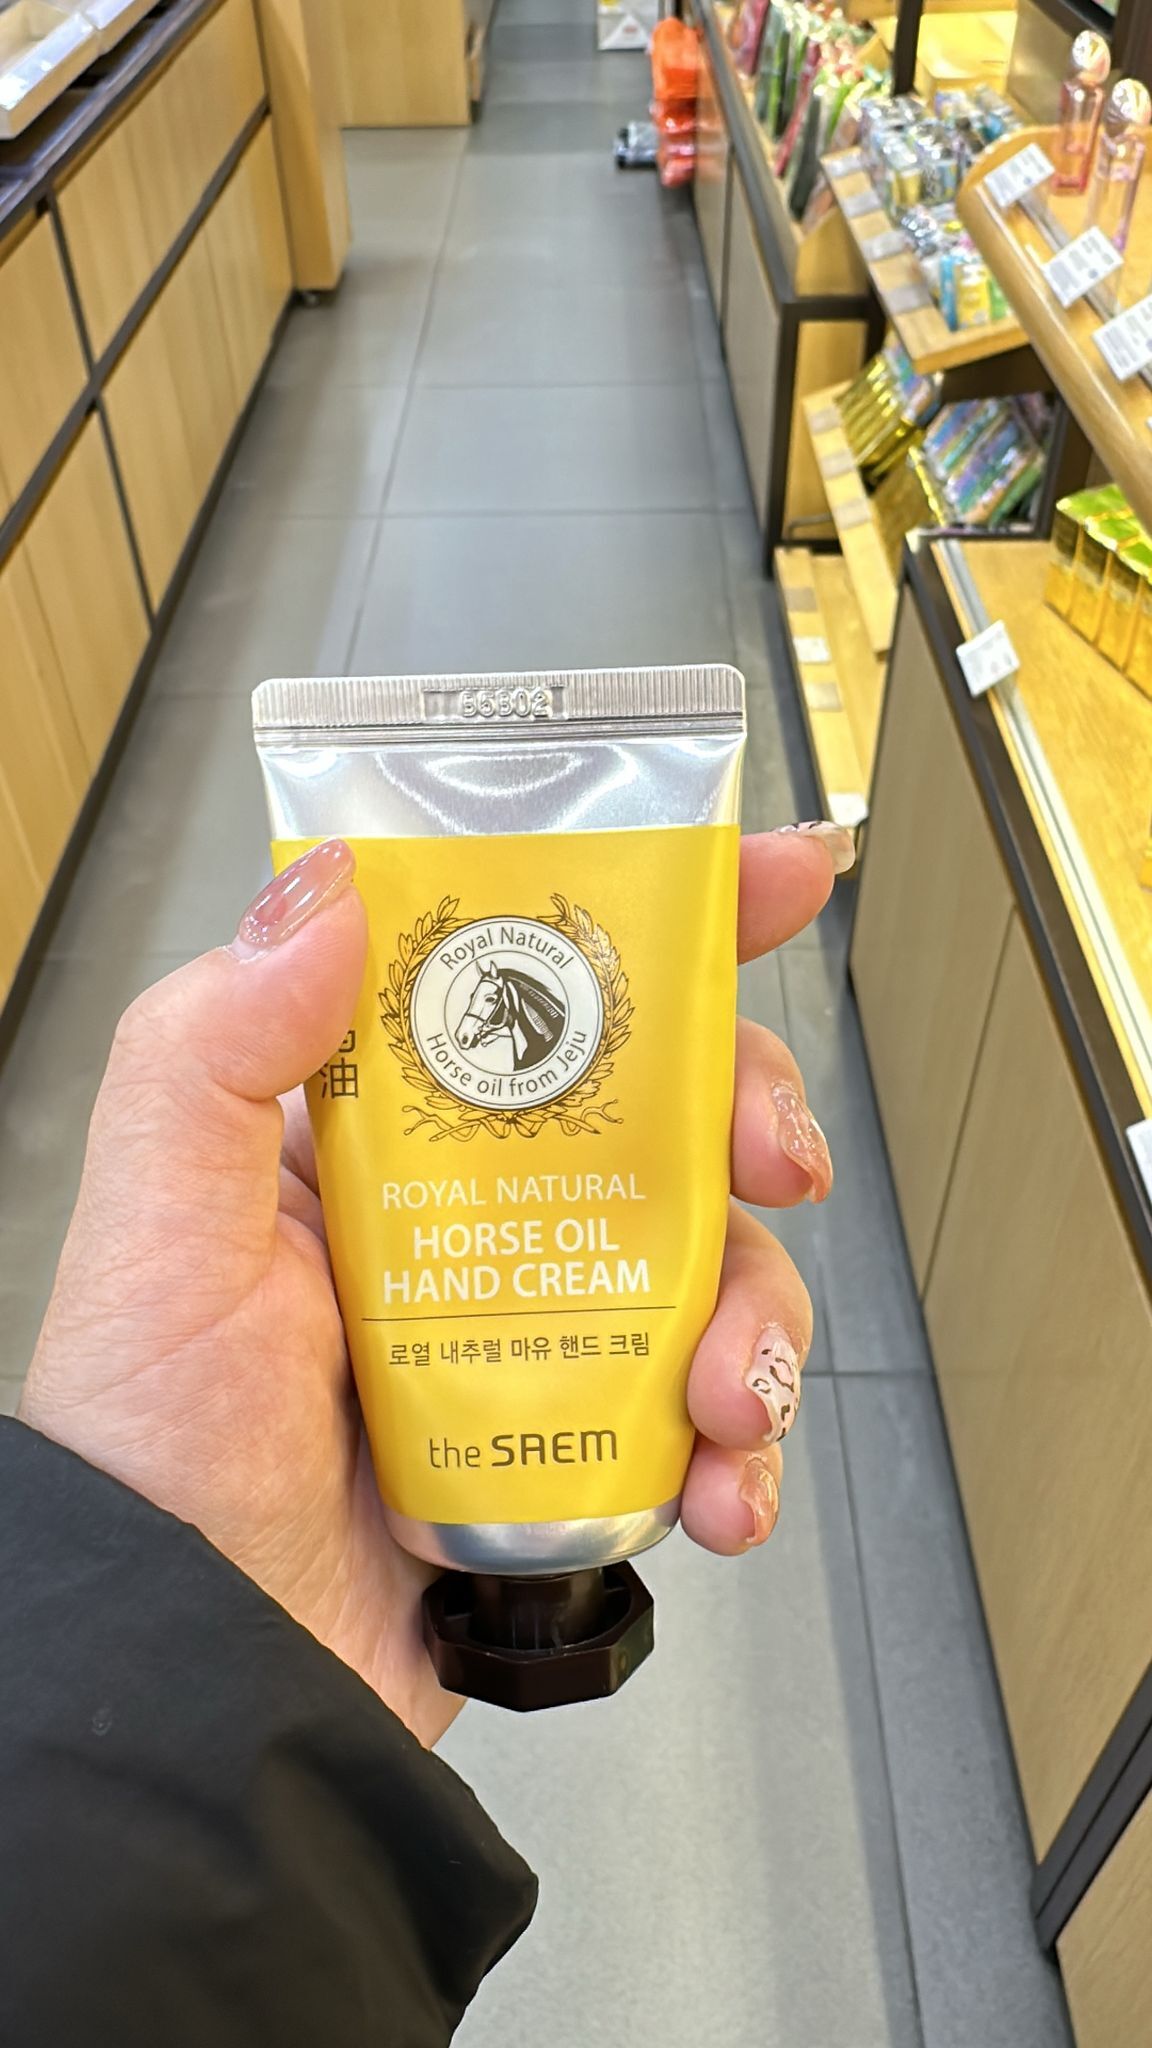 Royal Natural
Horse oil from Jeju
油
ROYAL NATURAL
HORSE OIL
HAND CREAM
로열 내추럴 마유 핸드 크림
the SAEM